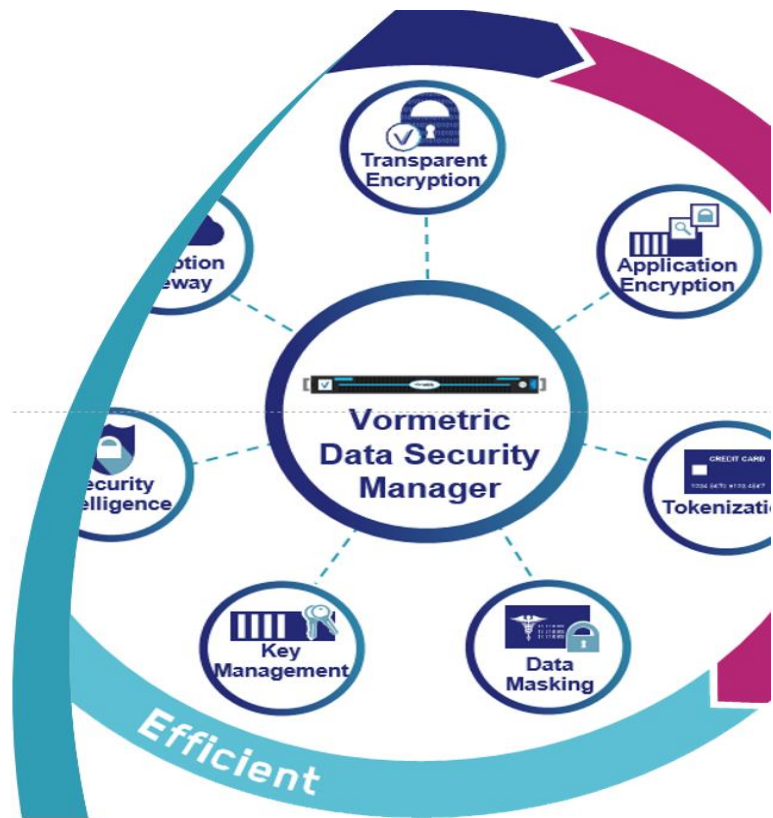 Transparent
Encryption
Application
Encryption
ption
eway
Vormetric
Data Security
Manager
CREDIT CARD
Tokenizatio
ecurity
elligence
Key
Management
Data
Masking
Efficient